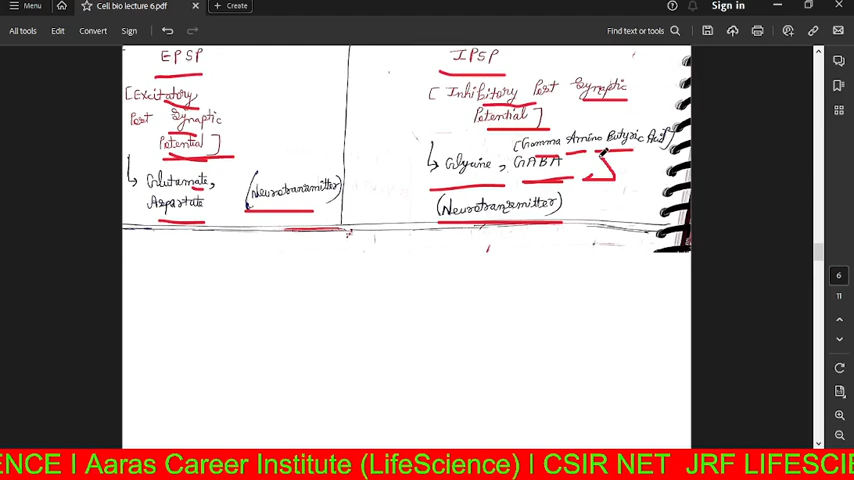 Menu
Cell bio lecture 6.pdf
Create
Sign in
All tools
Edit
Convert
Sign
Find text or tools
EPSP
[Excitatory
Post Synaptic
Potential]
Glutamate,
Aspartate
(Neurotransmitter)
IPSP
[Inhibitory Post Synaptic
Potential]
[Gamma Amino Butyric Acid]
Glycine, GABA
(Neurotransmitter)
6
11
ENCE I Aaras Career Institute (LifeScience) I CSIR NET JRF LIFESCIE